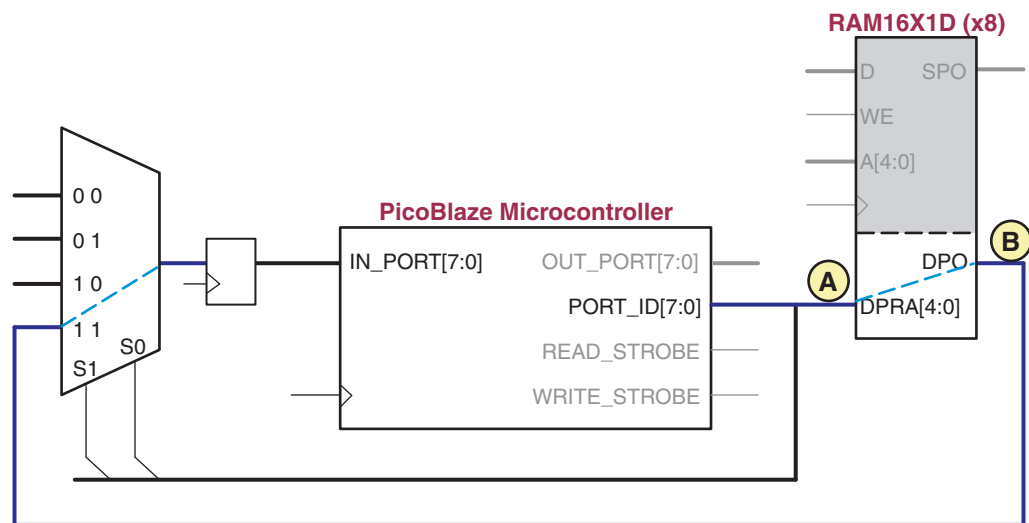 RAM16X1D (x8)
D SPO
WE
A[4:0]
0 0
0 1
1 0
1 1
S0
S1
PicoBlaze Microcontroller
IN_PORT[7:0] OUT_PORT[7:0]
PORT_ID[7:0]
READ_STROBE
WRITE_STROBE
A
B
DPO
DPRA[4:0]